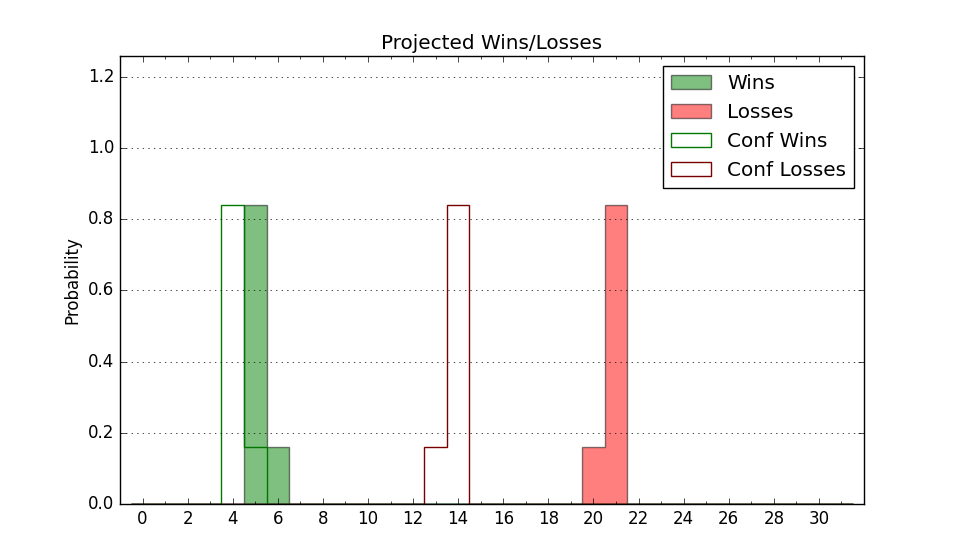 Projected Wins/Losses
Wins
Losses
Conf Wins
Conf Losses
Probability
1.2
1.0
0.8
0.6
0.4
0.2
0.0
0 2 4 6 8 10 12 14 16 18 20 22 24 26 28 30